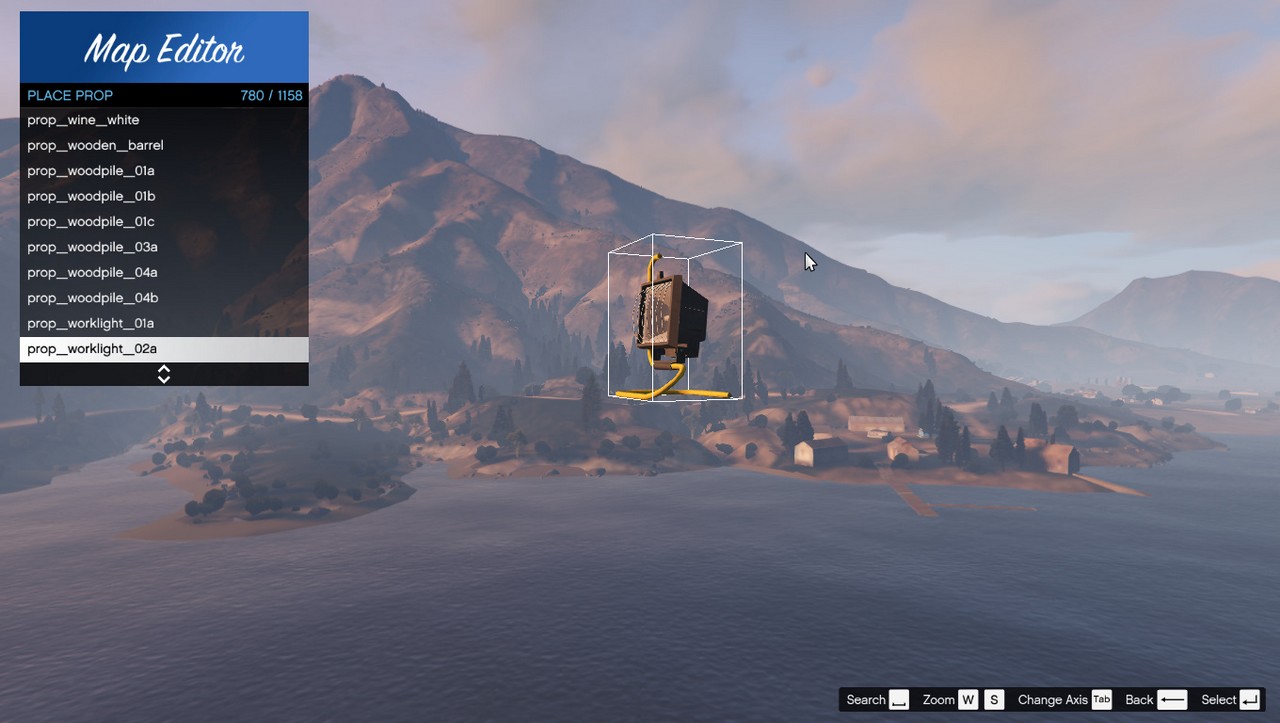 Map Editor
PLACE PROP 780 / 1158
prop__wine__white
prop__wooden__barrel
prop__woodpile__01a
prop__woodpile__01b
prop__woodpile__01c
prop__woodpile__03a
prop__woodpile__04a
prop__woodpile__04b
prop__worklight__01a
prop__worklight__02a
Search Zoom W S Change Axis Tab Back Select